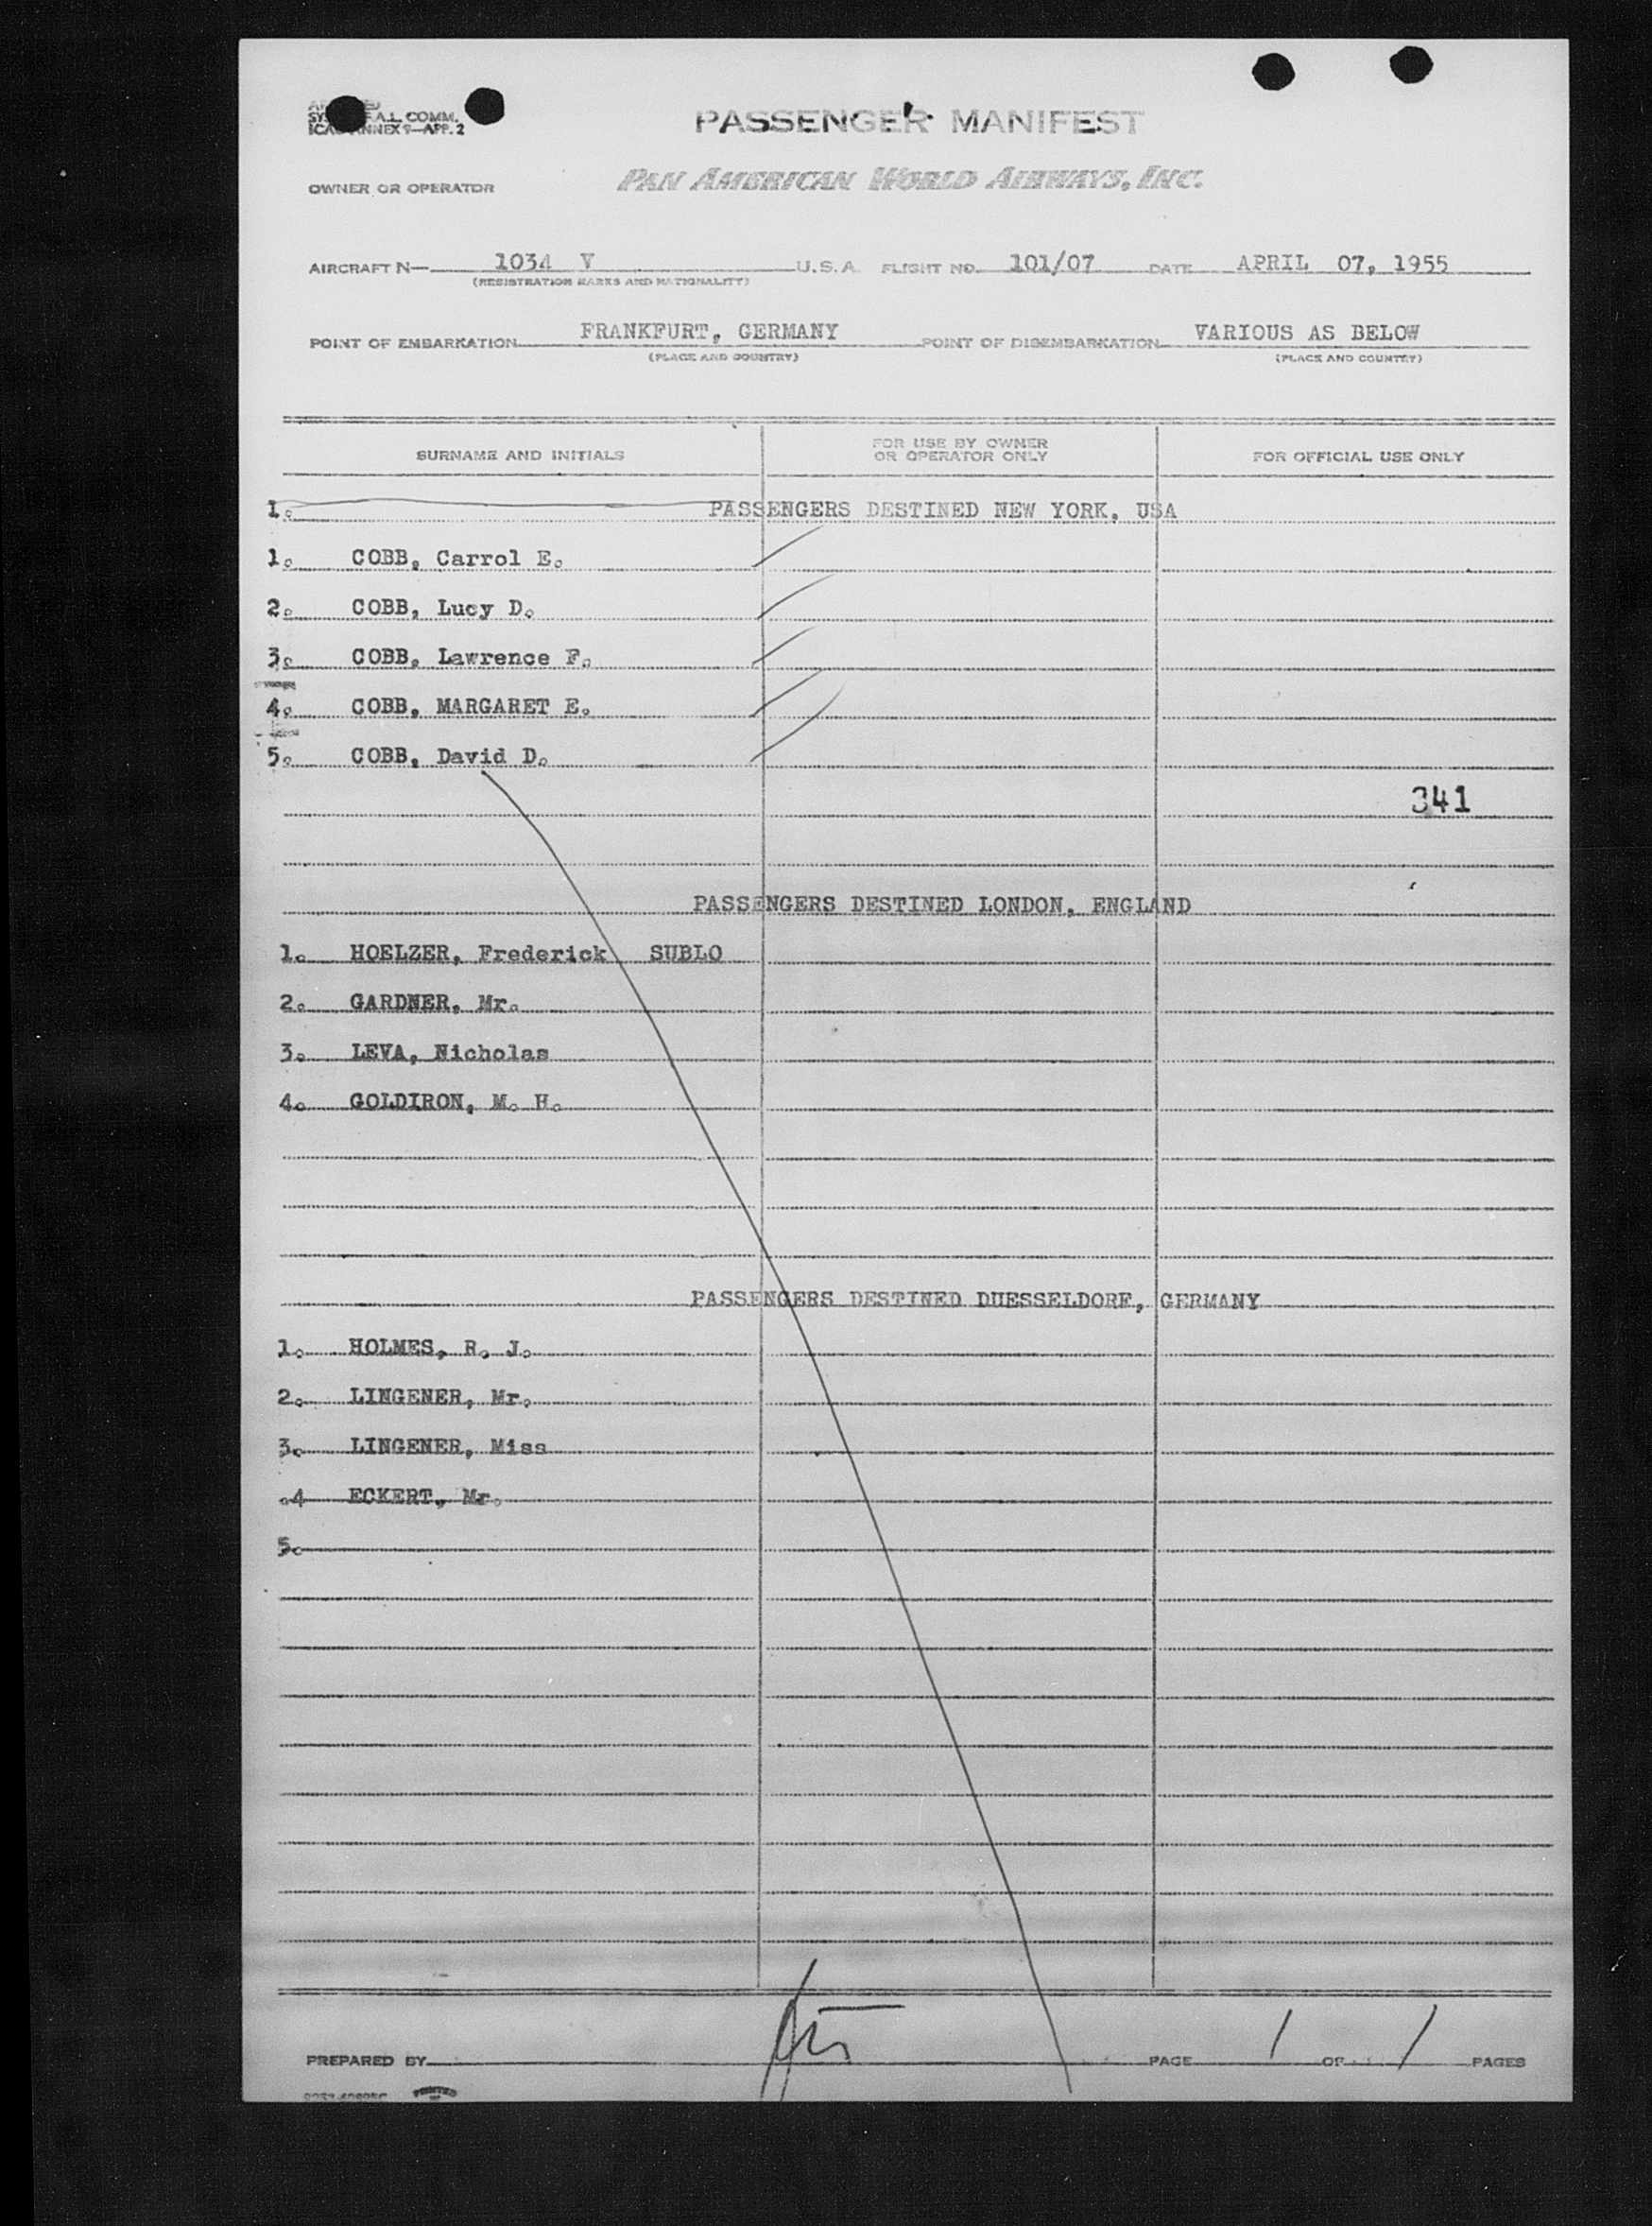 F.A.L. COMM.
ANNEX 9—APP. 2
PASSENGER MANIFEST
OWNER OR OPERATOR PAN AMERICAN WORLD AIRWAYS, INC.
AIRCRAFT N— 1034 V U.S.A. FLIGHT NO. 101/07 DATE APRIL 07, 1955
(REGISTRATION MARKS AND NATIONALITY)
POINT OF EMBARKATION FRANKFURT, GERMANY POINT OF DISEMBARKATION VARIOUS AS BELOW
(PLACE AND COUNTRY) (PLACE AND COUNTRY)
SURNAME AND INITIALS FOR USE BY OWNER OR OPERATOR ONLY FOR OFFICIAL USE ONLY
1. PASSENGERS DESTINED NEW YORK, USA
1. COBB, Carrol E.
2. COBB, Lucy D.
3. COBB, Lawrence F.
4. COBB, MARGARET E.
5. COBB, David D.
341
PASSENGERS DESTINED LONDON, ENGLAND
1. HOELZER, Frederick SUBLO
2. GARDNER, Mr.
3. LEVA, Nicholas
4. GOLDIRON, M. H.
PASSENGERS DESTINED DUESSELDORF, GERMANY
1. HOLMES, R. J.
2. LINGENER, Mr.
3. LINGENER, Miss
.4 ECKERT, Mr.
5.
PREPARED BY PAGE 1 OF 1 PAGES
PRINTED